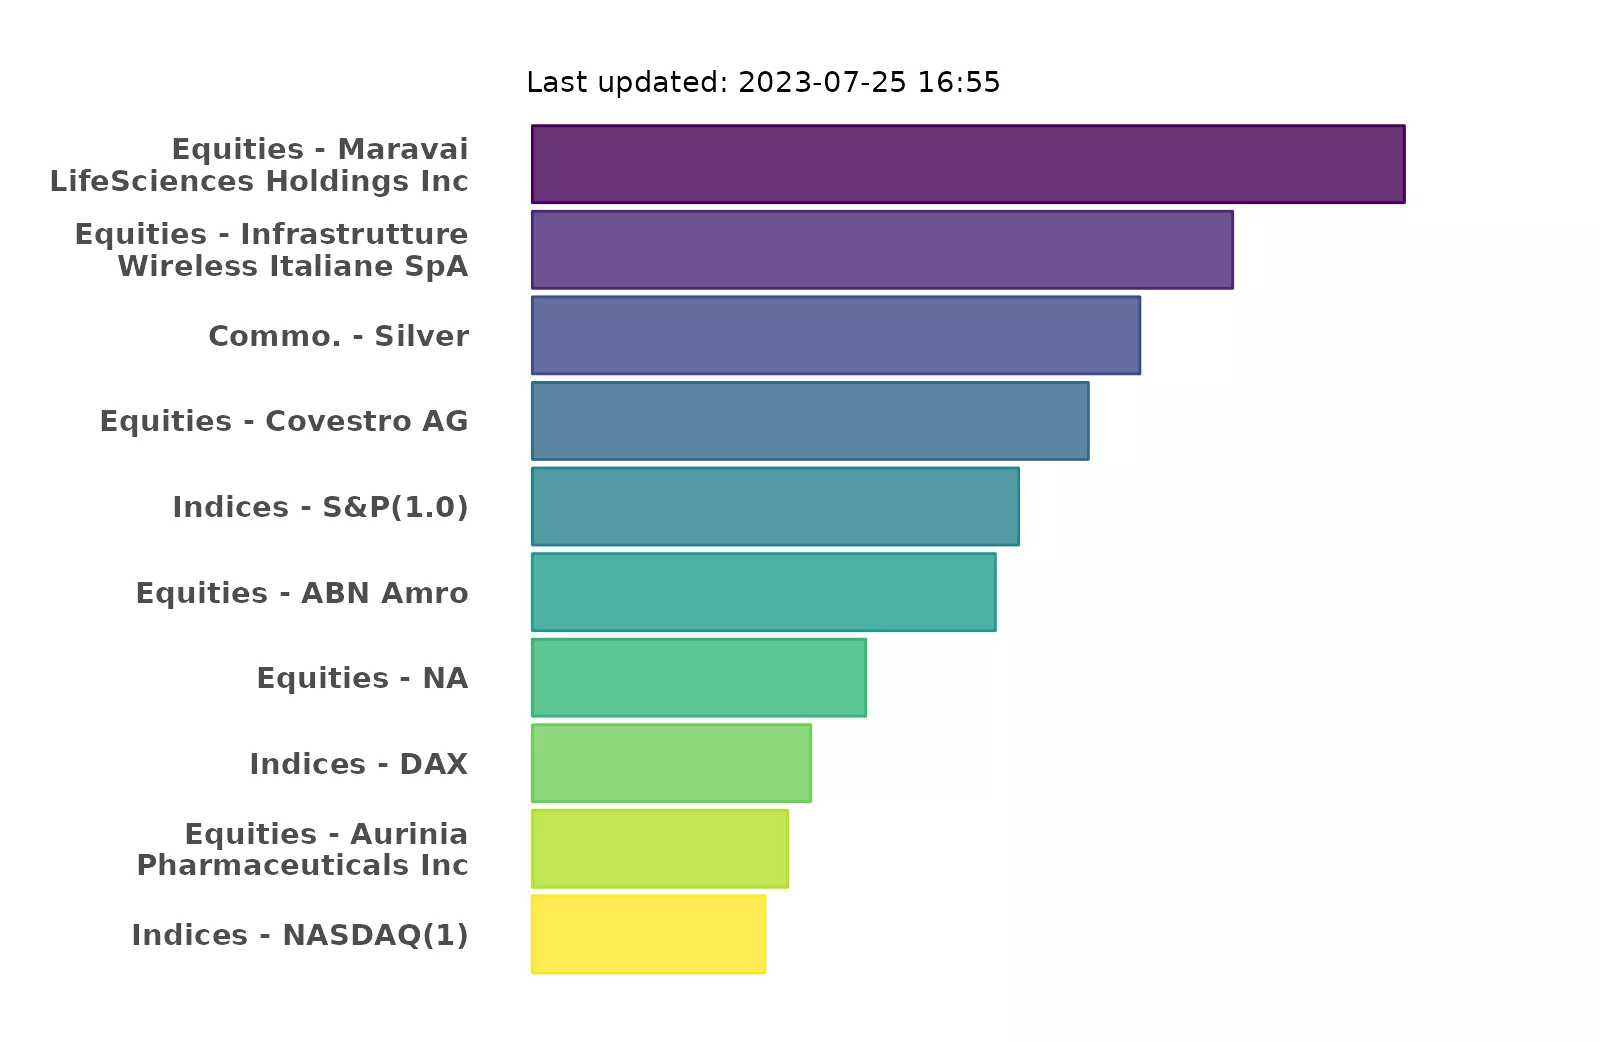 Last updated: 2023-07-25 16:55
Equities - Maravai
LifeSciences Holdings Inc
Equities - Infrastrutture
Wireless Italiane SpA
Commo. - Silver
Equities - Covestro AG
Indices - S&P(1.0)
Equities - ABN Amro
Equities - NA
Indices - DAX
Equities - Aurinia
Pharmaceuticals Inc
Indices - NASDAQ(1)